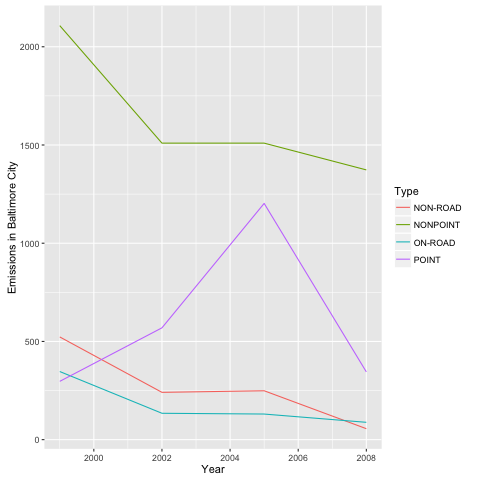 Emissions in Baltimore City
2000
1500
1000
500
0
2000
2002
2004
2006
2008
Year
Type
NON-ROAD
NONPOINT
ON-ROAD
POINT